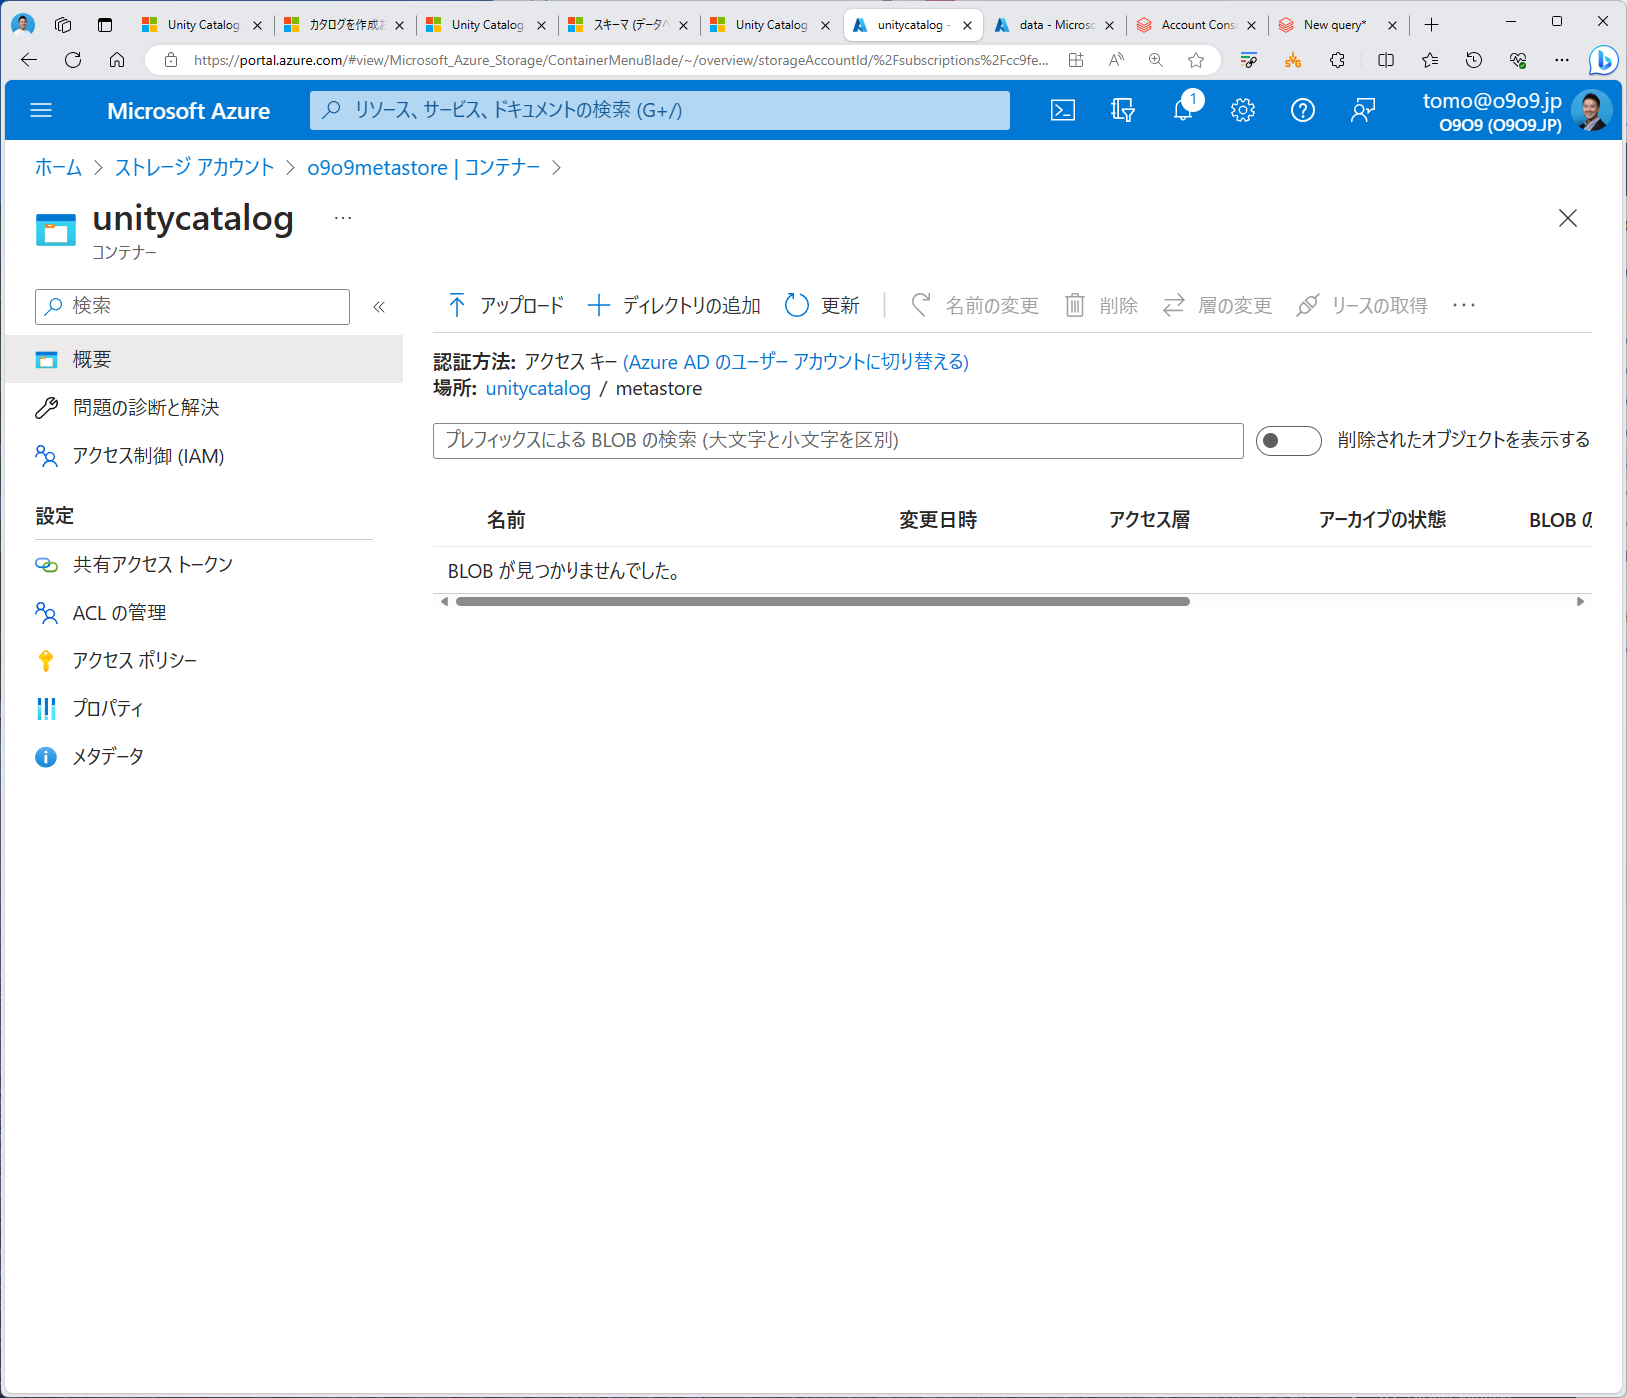 Unity Catalog
カタログを作成お
Unity Catalog
スキーマ (データベ
Unity Catalog
unitycatalog -
data - Microso
Account Cons
New query*
https://portal.azure.com/#view/Microsoft_Azure_Storage/ContainerMenuBlade/~/overview/storageAccountId/%2Fsubscriptions%2Fcc9fe...
Microsoft Azure
リソース、サービス、ドキュメントの検索 (G+/)
1
tomo@o9o9.jp
O9O9 (O9O9.JP)
ホーム > ストレージ アカウント > o9o9metastore | コンテナー >
unitycatalog ...
コンテナー
検索 «
アップロード ディレクトリの追加 更新 名前の変更 削除 層の変更 リースの取得 ...
概要
問題の診断と解決
アクセス制御 (IAM)
設定
共有アクセス トークン
ACL の管理
アクセス ポリシー
プロパティ
メタデータ
認証方法: アクセス キー (Azure AD のユーザー アカウントに切り替える)
場所: unitycatalog / metastore
プレフィックスによる BLOB の検索 (大文字と小文字を区別)
削除されたオブジェクトを表示する
名前 変更日時 アクセス層 アーカイブの状態 BLOB の
BLOB が見つかりませんでした。